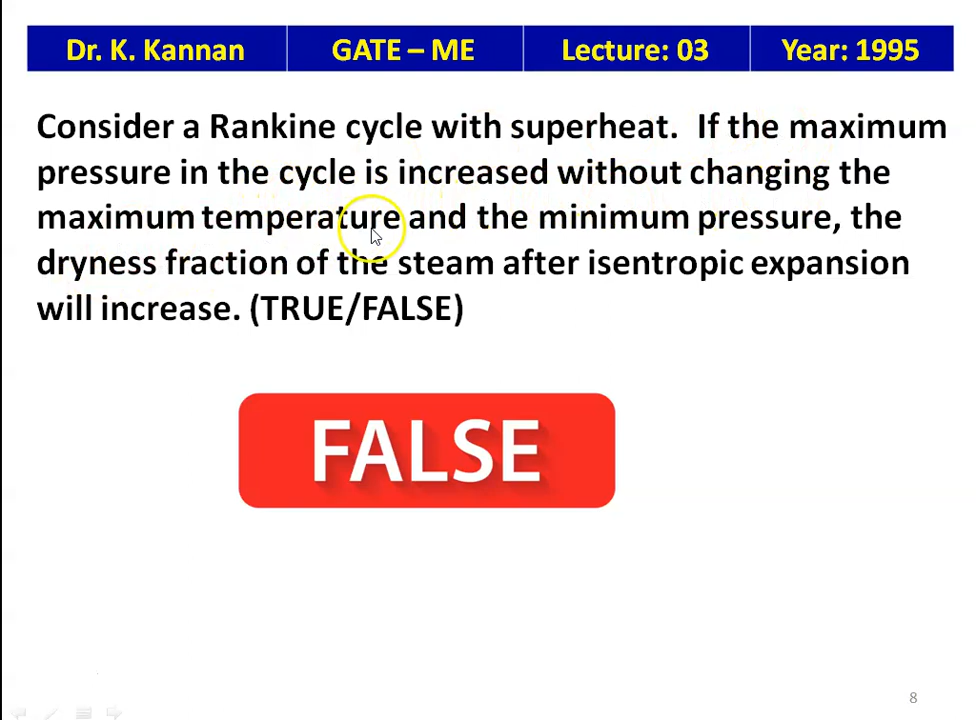 Dr. K. Kannan GATE – ME Lecture: 03 Year: 1995
Consider a Rankine cycle with superheat. If the maximum
pressure in the cycle is increased without changing the
maximum temperature and the minimum pressure, the
dryness fraction of the steam after isentropic expansion
will increase. (TRUE/FALSE)
FALSE
8